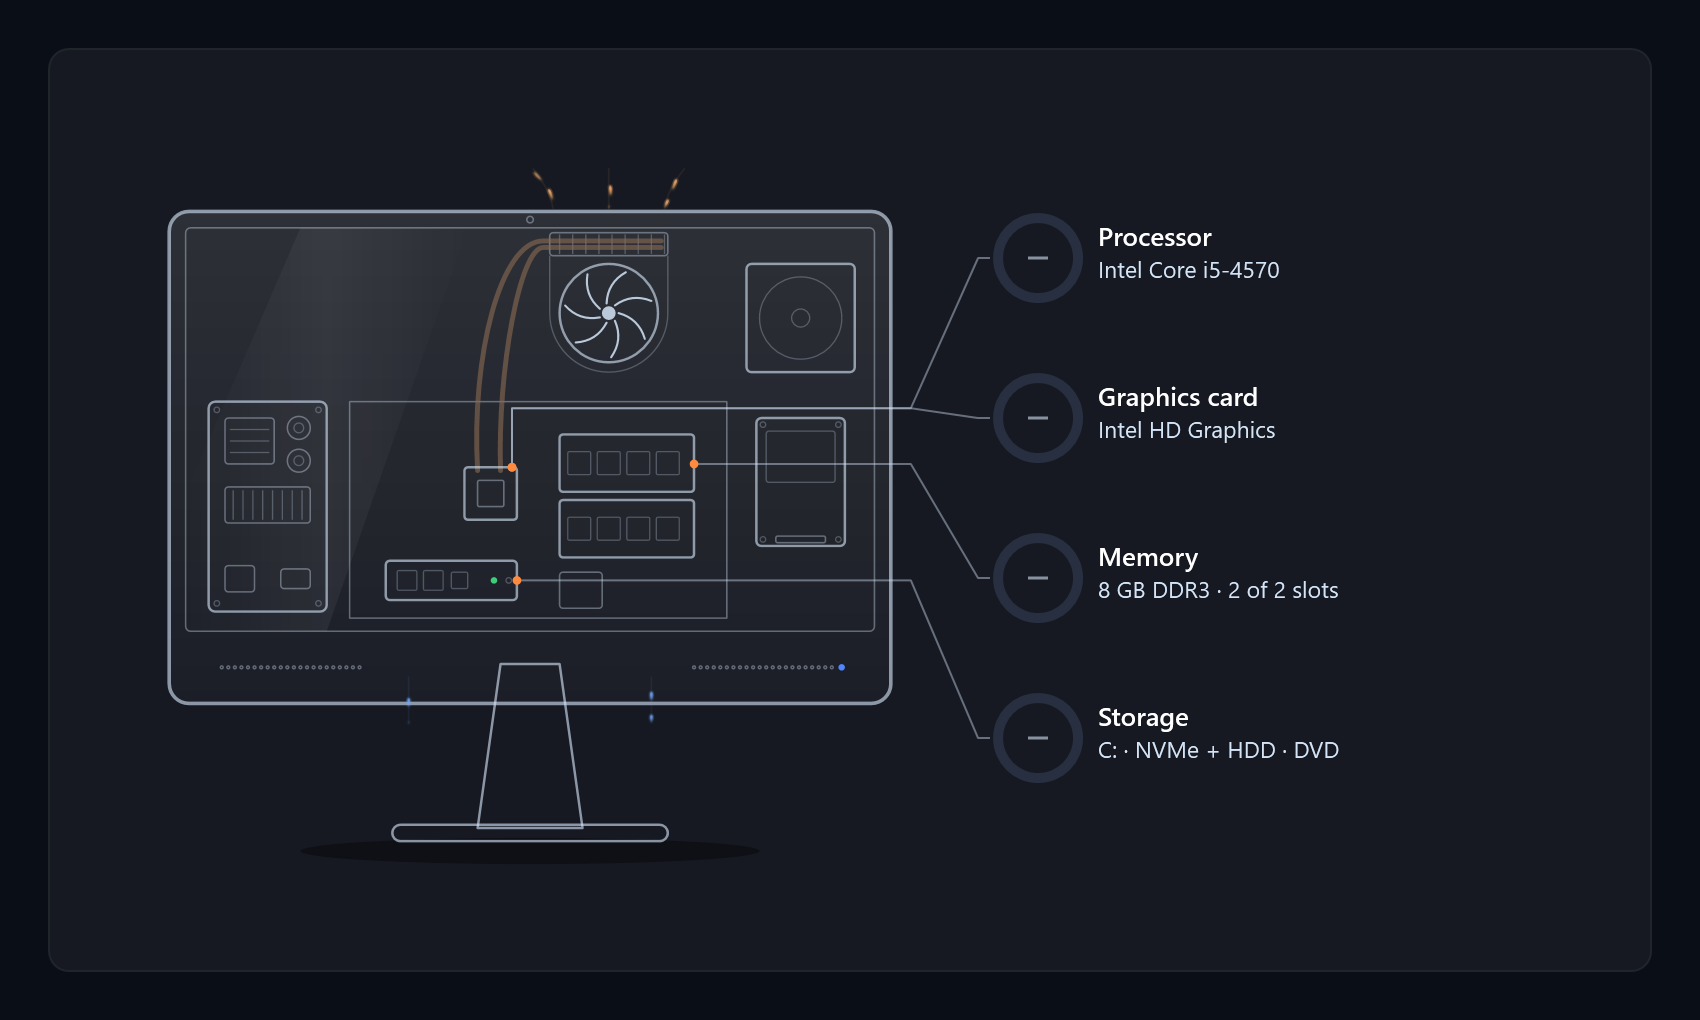 Processor
Intel Core i5-4570
Graphics card
Intel HD Graphics
Memory
8 GB DDR3 · 2 of 2 slots
Storage
C: · NVMe + HDD · DVD